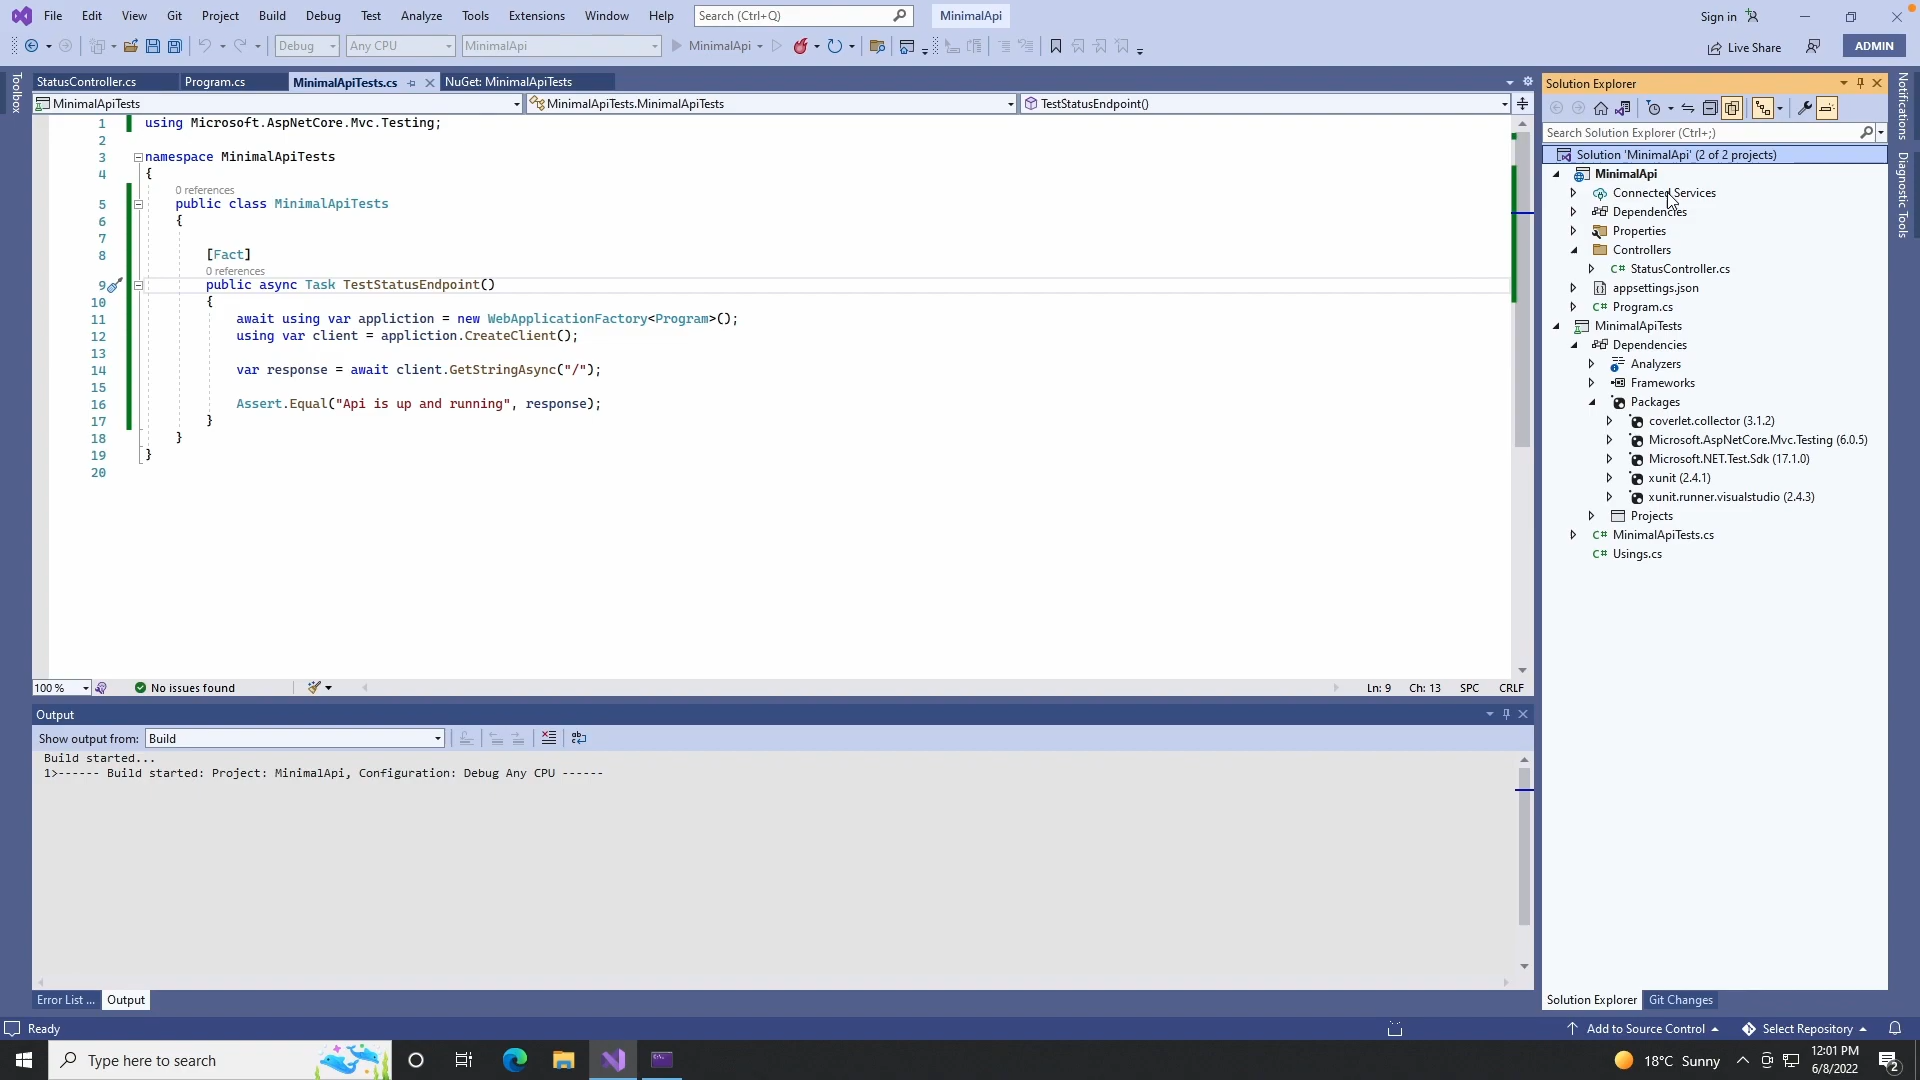 File Edit View Git Project Build Debug Test Analyze Tools Extensions Window Help Search (Ctrl+Q) MinimalApi Sign in
Debug Any CPU MinimalApi MinimalApi Live Share ADMIN
Toolbox
StatusController.cs Program.cs MinimalApiTests.cs NuGet: MinimalApiTests
MinimalApiTests MinimalApiTests.MinimalApiTests TestStatusEndpoint()
1 using Microsoft.AspNetCore.Mvc.Testing;
2
3 namespace MinimalApiTests
4 {
0 references
5 public class MinimalApiTests
6 {
7
8 [Fact]
0 references
9 public async Task TestStatusEndpoint()
10 {
11 await using var appliction = new WebApplicationFactory<Program>();
12 using var client = appliction.CreateClient();
13
14 var response = await client.GetStringAsync("/");
15
16 Assert.Equal("Api is up and running", response);
17 }
18 }
19 }
20
100 % No issues found Ln: 9 Ch: 13 SPC CRLF
Output
Show output from: Build
Build started...
1>------ Build started: Project: MinimalApi, Configuration: Debug Any CPU ------
Error List ... Output
Solution Explorer
Search Solution Explorer (Ctrl+;)
Solution 'MinimalApi' (2 of 2 projects)
MinimalApi
Connected Services
Dependencies
Properties
Controllers
C# StatusController.cs
appsettings.json
C# Program.cs
MinimalApiTests
Dependencies
Analyzers
Frameworks
Packages
coverlet.collector (3.1.2)
Microsoft.AspNetCore.Mvc.Testing (6.0.5)
Microsoft.NET.Test.Sdk (17.1.0)
xunit (2.4.1)
xunit.runner.visualstudio (2.4.3)
Projects
C# MinimalApiTests.cs
C# Usings.cs
Solution Explorer Git Changes
Notifications
Diagnostic Tools
Ready Add to Source Control Select Repository
Type here to search 18°C Sunny 12:01 PM
6/8/2022
2